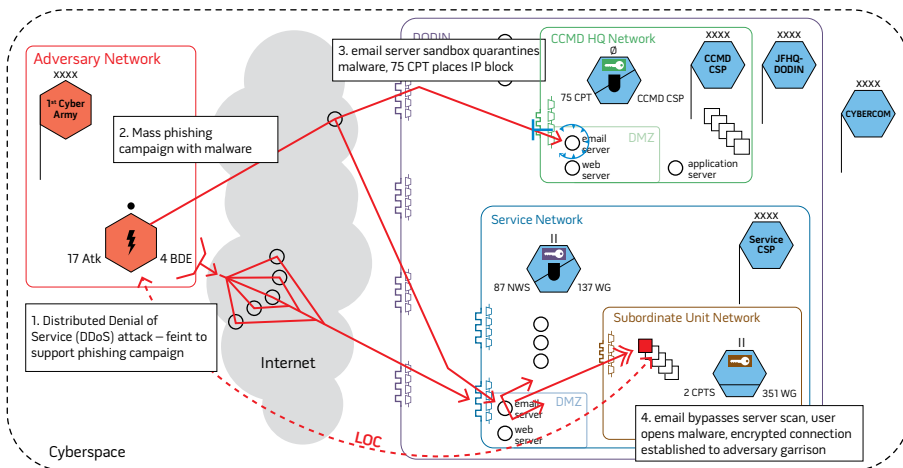 DODIN
Adversary Network
XXXX
1st Cyber
Army
2. Mass phishing
campaign with malware
17 Atk
4 BDE
1. Distributed Denial of
Service (DDoS) attack – feint to
support phishing campaign
Internet
Cyberspace
LOC
3. email server sandbox quarantines
malware, 75 CPT places IP block
CCMD HQ Network
Ø
75 CPT
CCMD CSP
XXXX
CCMD
CSP
XXXX
JFHQ-
DODIN
CYBERCOM
DMZ
email
server
web
server
application
server
Service Network
II
87 NWS
137 WG
XXXX
Service
CSP
Subordinate Unit Network
II
2 CPTS
351 WG
DMZ
email
server
web
server
4. email bypasses server scan, user
opens malware, encrypted connection
established to adversary garrison